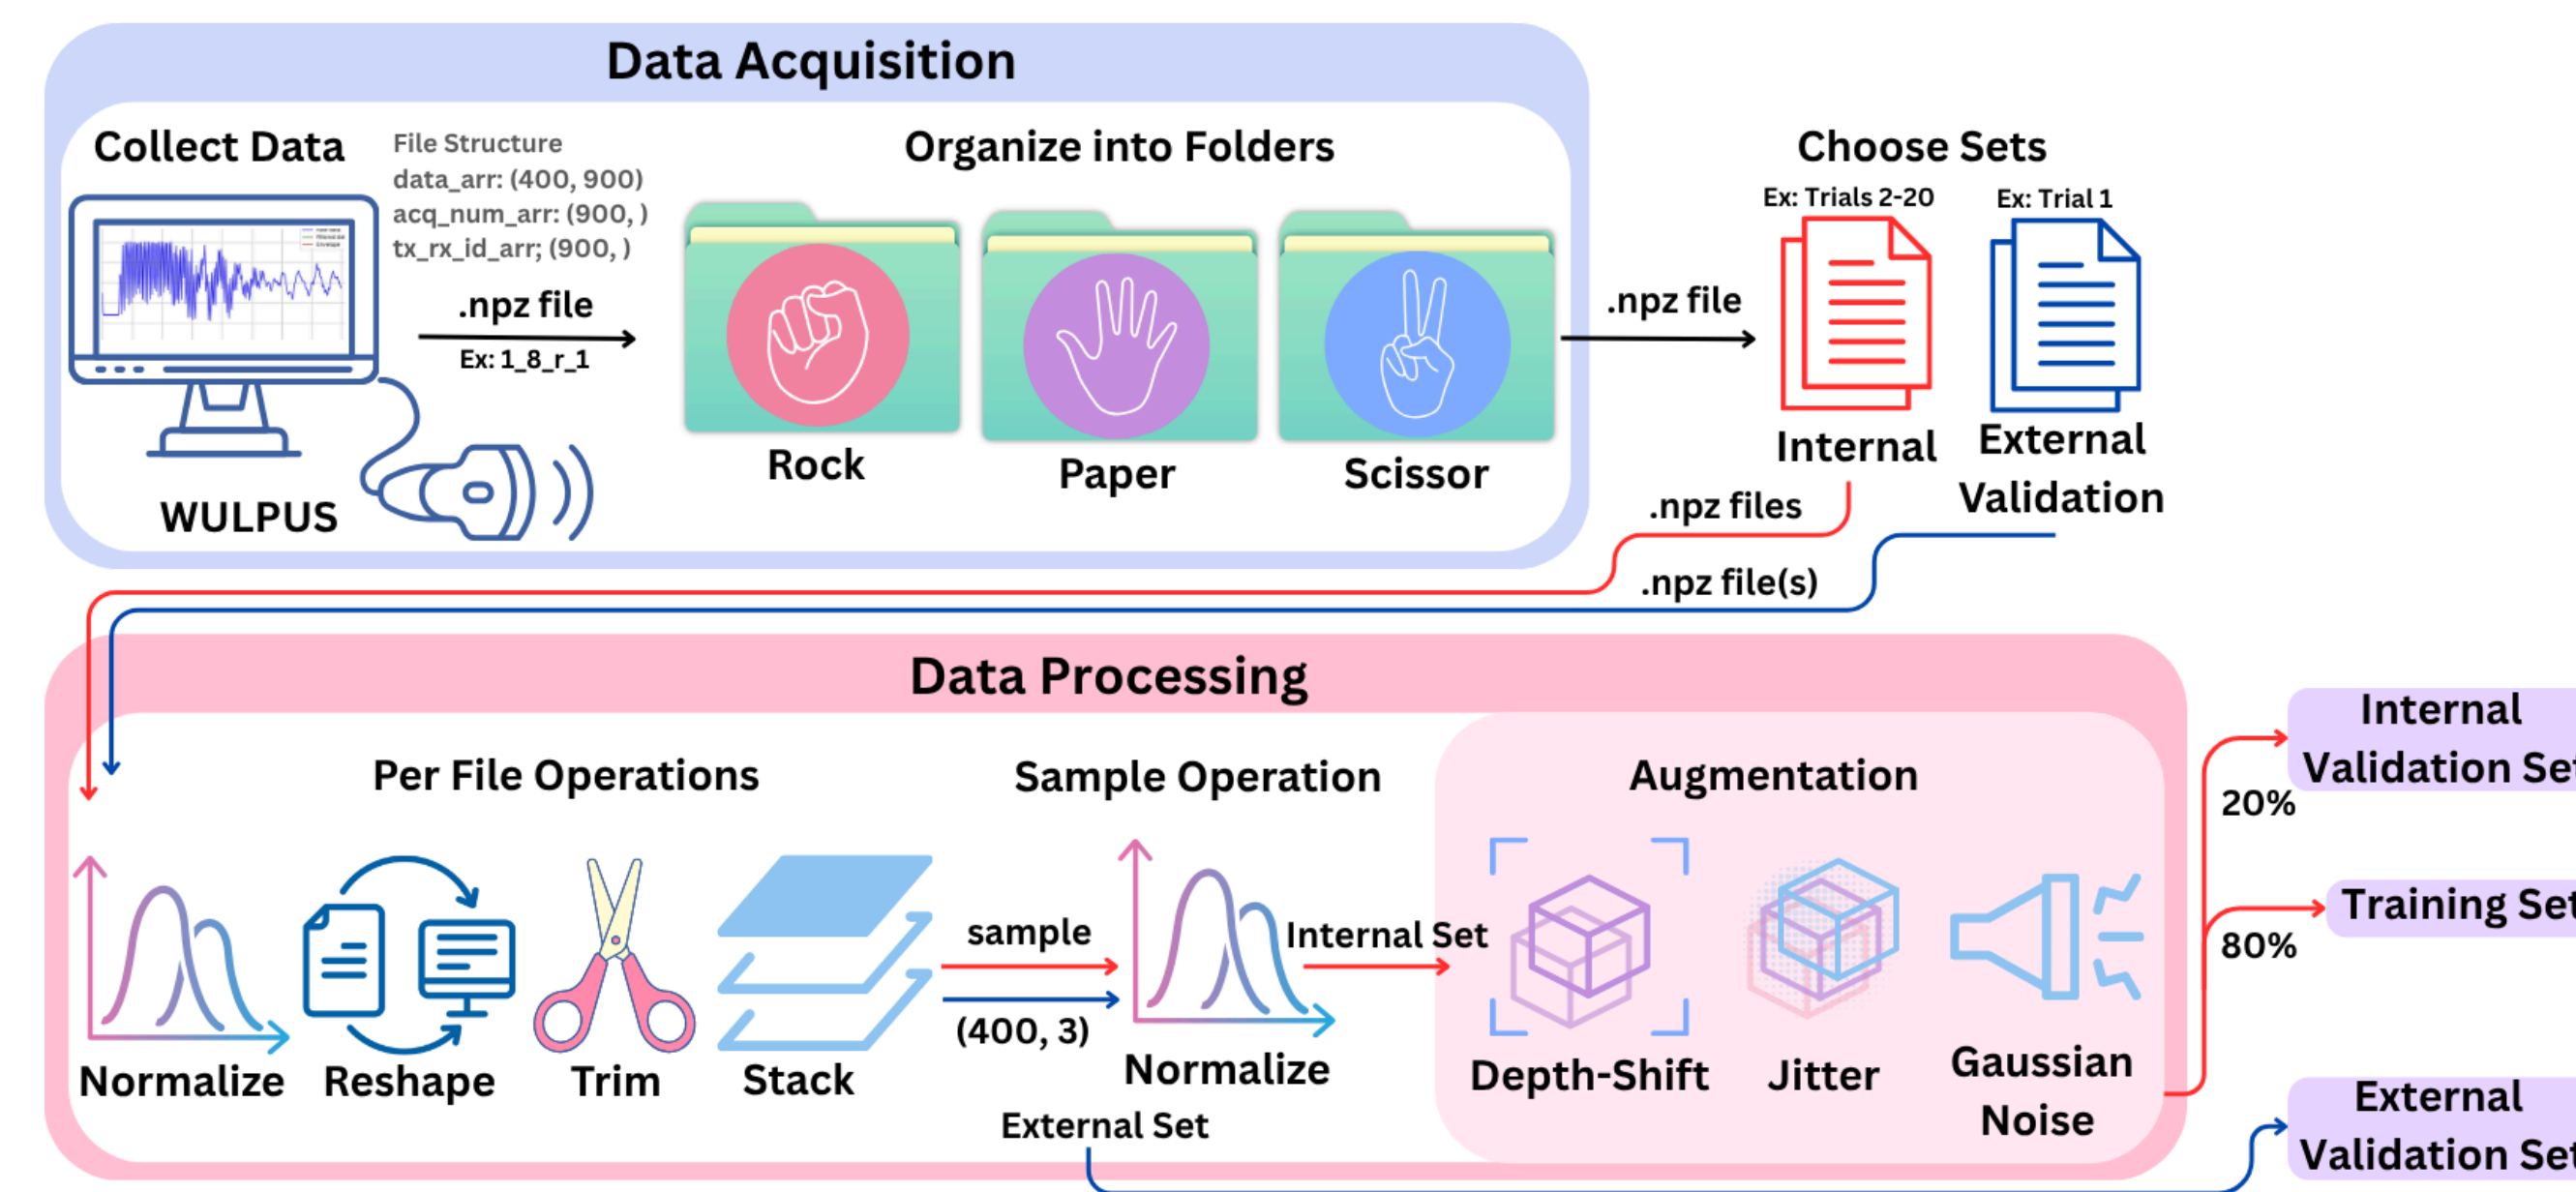 Data Acquisition
Collect Data
File Structure
data_arr: (400, 900)
acq_num_arr: (900, )
tx_rx_id_arr; (900, )
.npz file
Ex: 1_8_r_1
WULPUS
Organize into Folders
Rock
Paper
Scissor
.npz file
Choose Sets
Ex: Trials 2-20
Ex: Trial 1
Internal
External
Validation
.npz files
.npz file(s)
Data Processing
Per File Operations
Normalize
Reshape
Trim
Stack
sample
(400, 3)
Sample Operation
Normalize
Internal Set
External Set
Augmentation
Depth-Shift
Jitter
Gaussian
Noise
Internal
Validation Set
20%
Training Set
80%
External
Validation Set